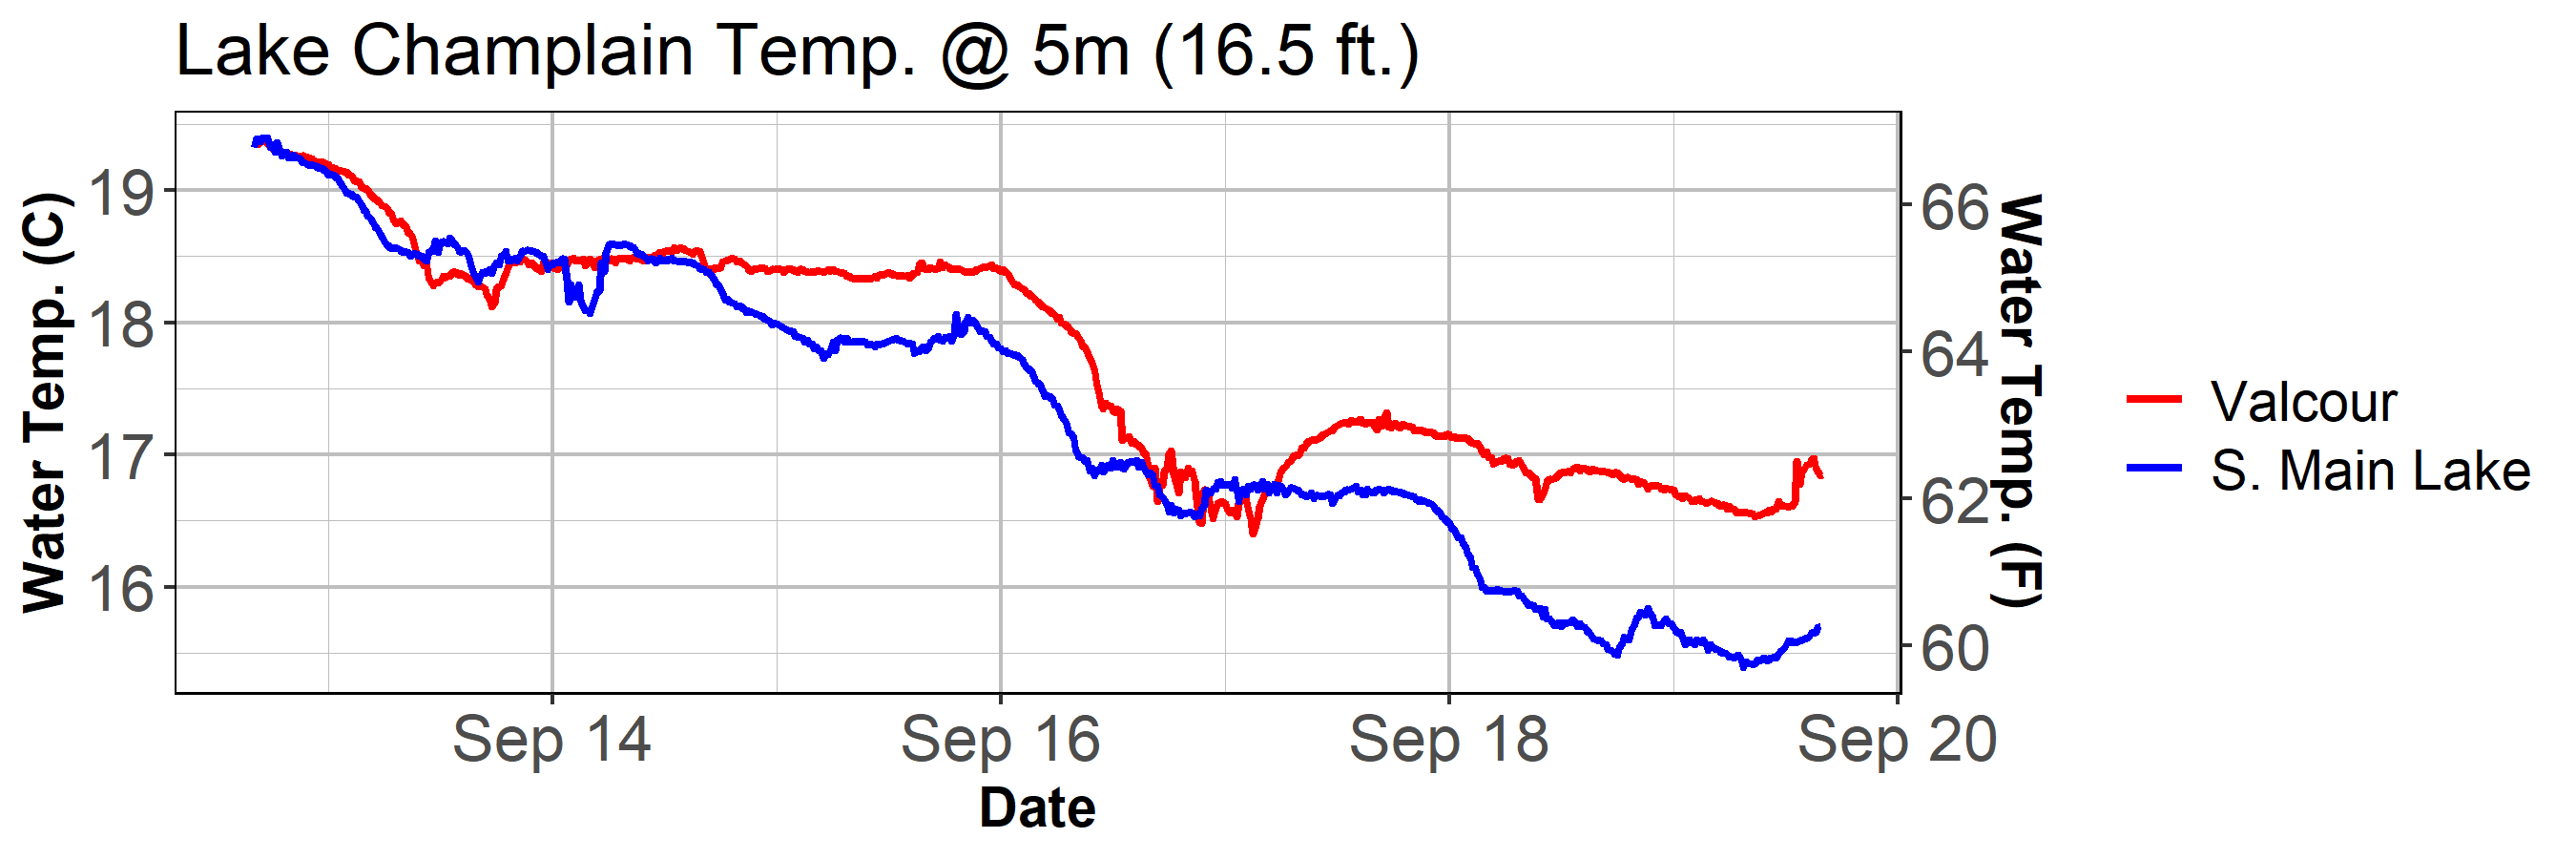 Lake Champlain Temp. @ 5m (16.5 ft.)
Water Temp. (C)
19
18
17
16
66
64
62
60
Water Temp. (F)
Sep 14
Sep 16
Sep 18
Sep 20
Date
Valcour
S. Main Lake